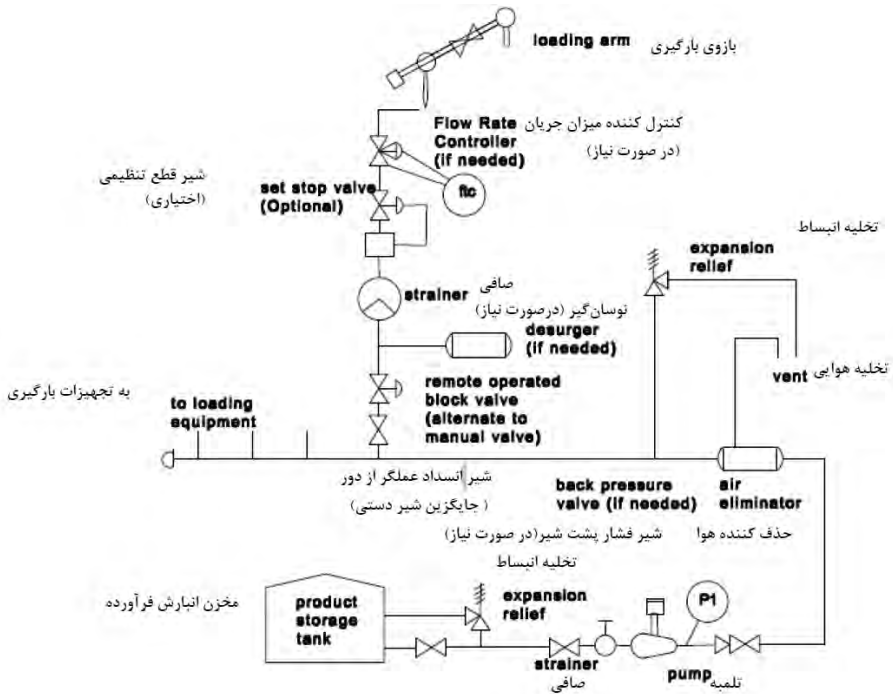 loading arm
بازوی بارگیری
Flow Rate
Controller
(if needed)
کنترل کننده میزان جریان
(در صورت نیاز)
ftc
set stop valve
(Optional)
شیر قطع تنظیمی
(اختیاری)
تخلیه انبساط
expansion
relief
strainer
صافی
نوسان‌گیر (درصورت نیاز)
desurger
(if needed)
vent
تخلیه هوایی
remote operated
block valve
(alternate to
manual valve)
به تجهیزات بارگیری
to loading
equipment
شیر انسداد عملگر از دور
( جایگزین شیر دستی)
back pressure
valve (if needed)
air
eliminator
شیر فشار پشت شیر(در صورت نیاز)
حذف کننده هوا
تخلیه انبساط
expansion
relief
مخزن انبارش فرآورده
product
storage
tank
P1
strainer
صافی
pump
تلمبه